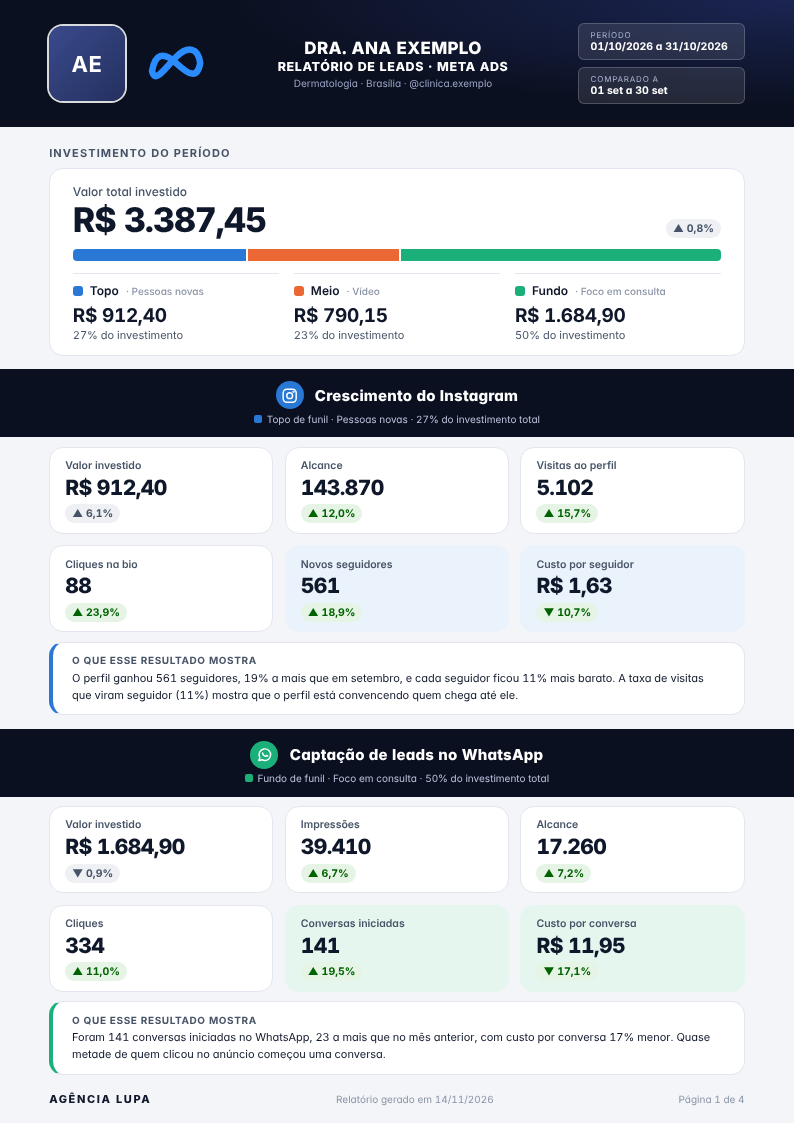 AE
DRA. ANA EXEMPLO
RELATÓRIO DE LEADS · META ADS
Dermatologia · Brasília · @clinica.exemplo
PERÍODO
01/10/2026 a 31/10/2026
COMPARADO A
01 set a 30 set
INVESTIMENTO DO PERÍODO
Valor total investido
R$ 3.387,45
▲ 0,8%
Topo · Pessoas novas
R$ 912,40
27% do investimento
Meio · Vídeo
R$ 790,15
23% do investimento
Fundo · Foco em consulta
R$ 1.684,90
50% do investimento
Crescimento do Instagram
Topo de funil · Pessoas novas · 27% do investimento total
Valor investido
R$ 912,40
▲ 6,1%
Alcance
143.870
▲ 12,0%
Visitas ao perfil
5.102
▲ 15,7%
Cliques na bio
88
▲ 23,9%
Novos seguidores
561
▲ 18,9%
Custo por seguidor
R$ 1,63
▼ 10,7%
O QUE ESSE RESULTADO MOSTRA
O perfil ganhou 561 seguidores, 19% a mais que em setembro, e cada seguidor ficou 11% mais barato. A taxa de visitas
que viram seguidor (11%) mostra que o perfil está convencendo quem chega até ele.
Captação de leads no WhatsApp
Fundo de funil · Foco em consulta · 50% do investimento total
Valor investido
R$ 1.684,90
▼ 0,9%
Impressões
39.410
▲ 6,7%
Alcance
17.260
▲ 7,2%
Cliques
334
▲ 11,0%
Conversas iniciadas
141
▲ 19,5%
Custo por conversa
R$ 11,95
▼ 17,1%
O QUE ESSE RESULTADO MOSTRA
Foram 141 conversas iniciadas no WhatsApp, 23 a mais que no mês anterior, com custo por conversa 17% menor. Quase
metade de quem clicou no anúncio começou uma conversa.
AGÊNCIA LUPA
Relatório gerado em 14/11/2026
Página 1 de 4